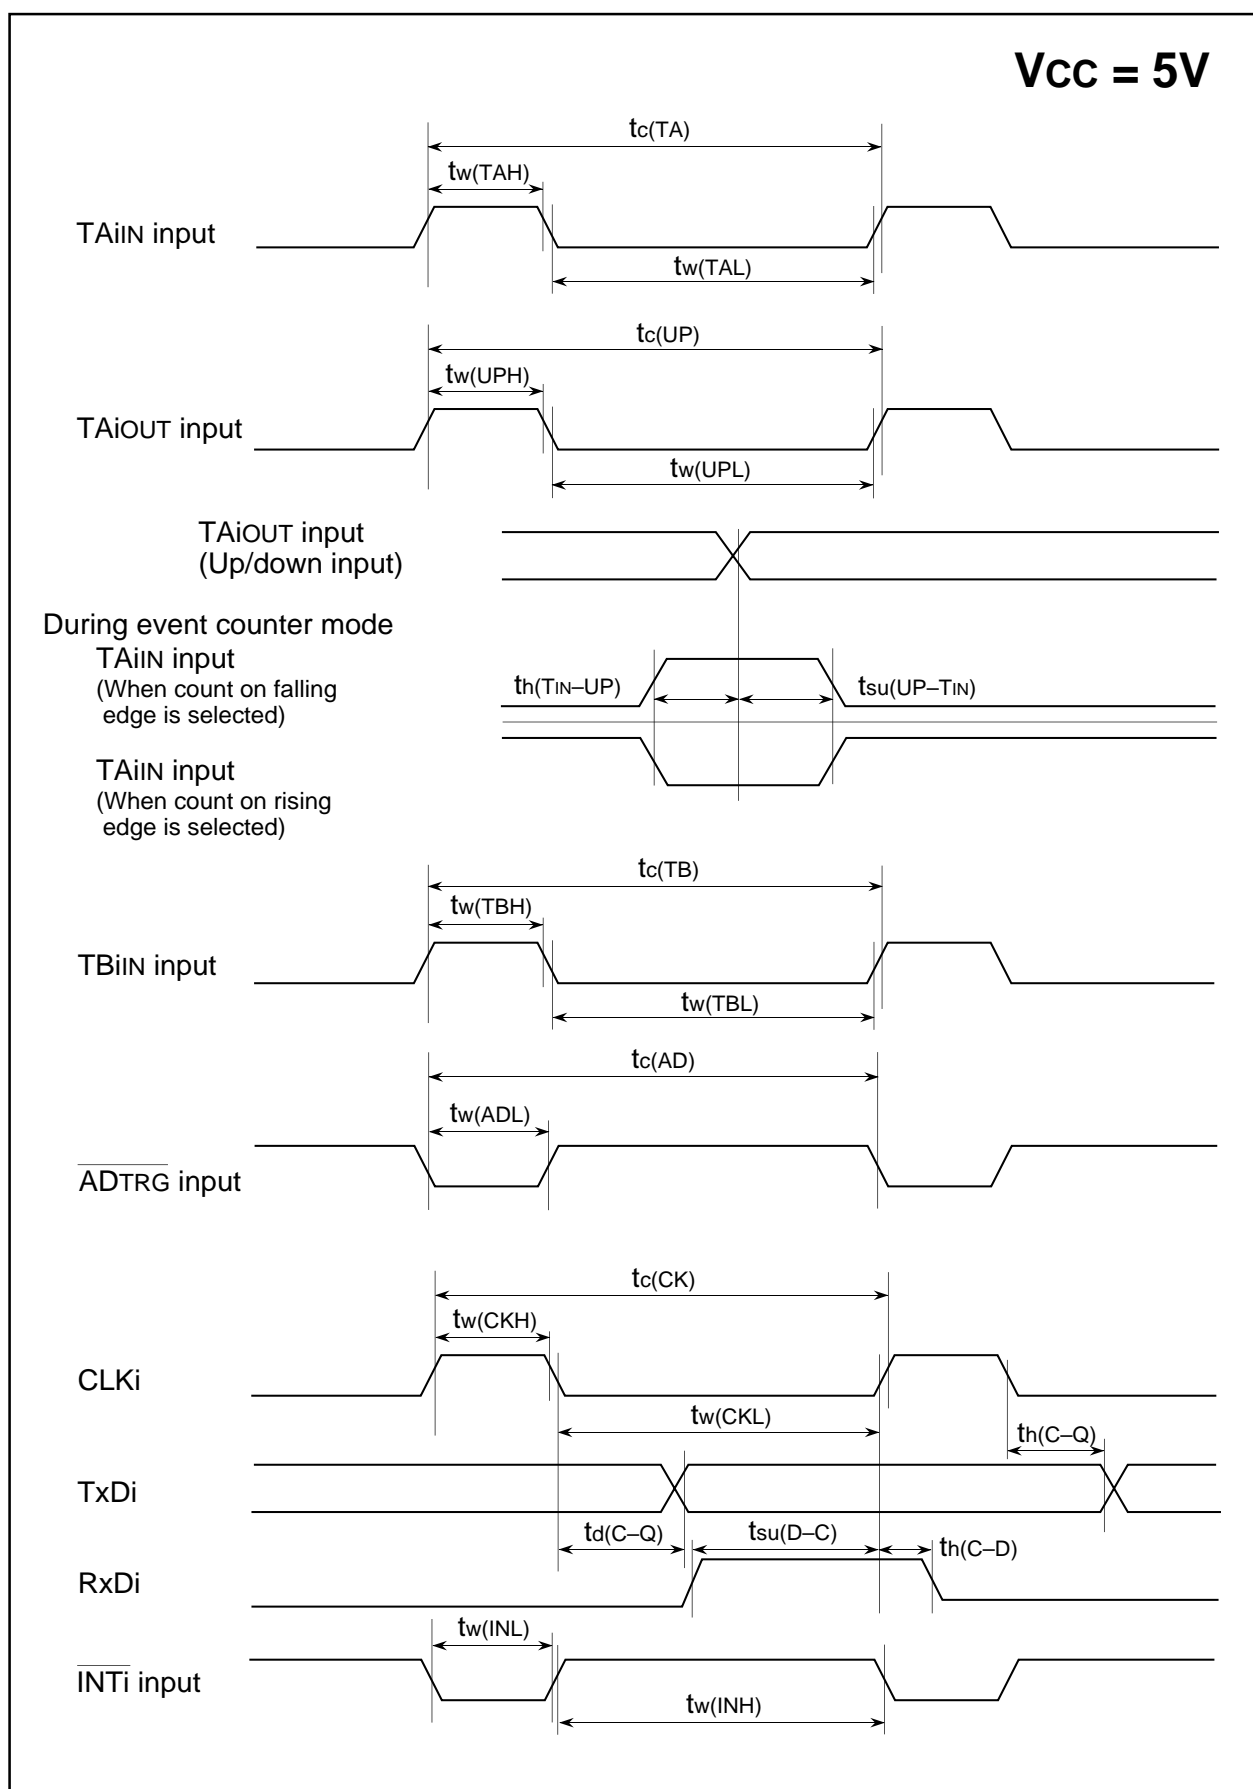 VCC = 5V
tc(TA)
tw(TAH)
TAiIN input
tw(TAL)
tc(UP)
tw(UPH)
TAiOUT input
tw(UPL)
TAiOUT input
(Up/down input)
During event counter mode
TAiIN input
(When count on falling
edge is selected)
th(TIN–UP)
tsu(UP–TIN)
TAiIN input
(When count on rising
edge is selected)
tc(TB)
tw(TBH)
TBiIN input
tw(TBL)
tc(AD)
tw(ADL)
ADTRG input
tc(CK)
tw(CKH)
CLKi
tw(CKL)
th(C–Q)
TxDi
td(C–Q)
tsu(D–C)
th(C–D)
RxDi
tw(INL)
INTi input
tw(INH)